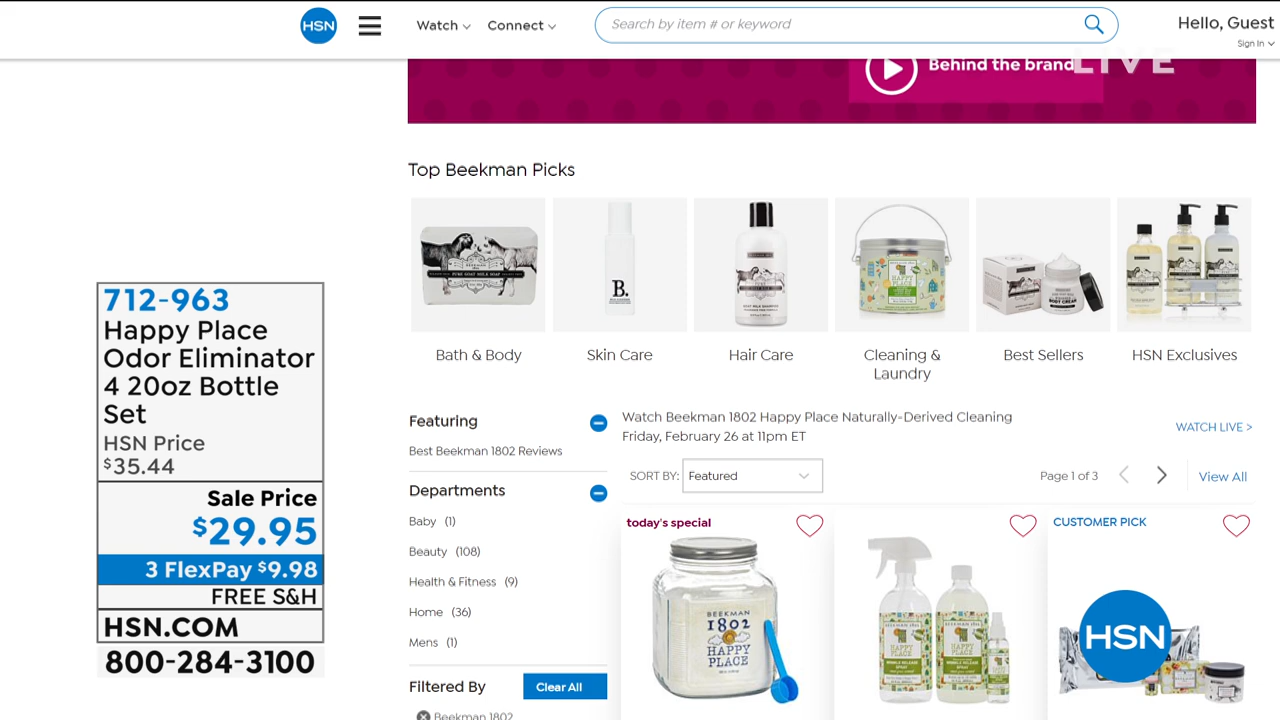 HSN
Watch
Connect
Search by item # or keyword
Hello, Guest
Sign In
Behind the brand
LIVE
Top Beekman Picks
B.
Bath & Body
Skin Care
Hair Care
Cleaning &
Laundry
Best Sellers
HSN Exclusives
712-963
Happy Place
Odor Eliminator
4 20oz Bottle
Set
HSN Price
$35.44
Sale Price
$29.95
3 FlexPay $9.98
FREE S&H
HSN.COM
800-284-3100
Featuring
Best Beekman 1802 Reviews
Departments
Baby (1)
Beauty (108)
Health & Fitness (9)
Home (36)
Mens (1)
Filtered By
Clear All
Beekman 1802
Watch Beekman 1802 Happy Place Naturally-Derived Cleaning
Friday, February 26 at 11pm ET
WATCH LIVE >
SORT BY:
Featured
Page 1 of 3
View All
today's special
CUSTOMER PICK
BEEKMAN
1802
HAPPY
PLACE
HSN